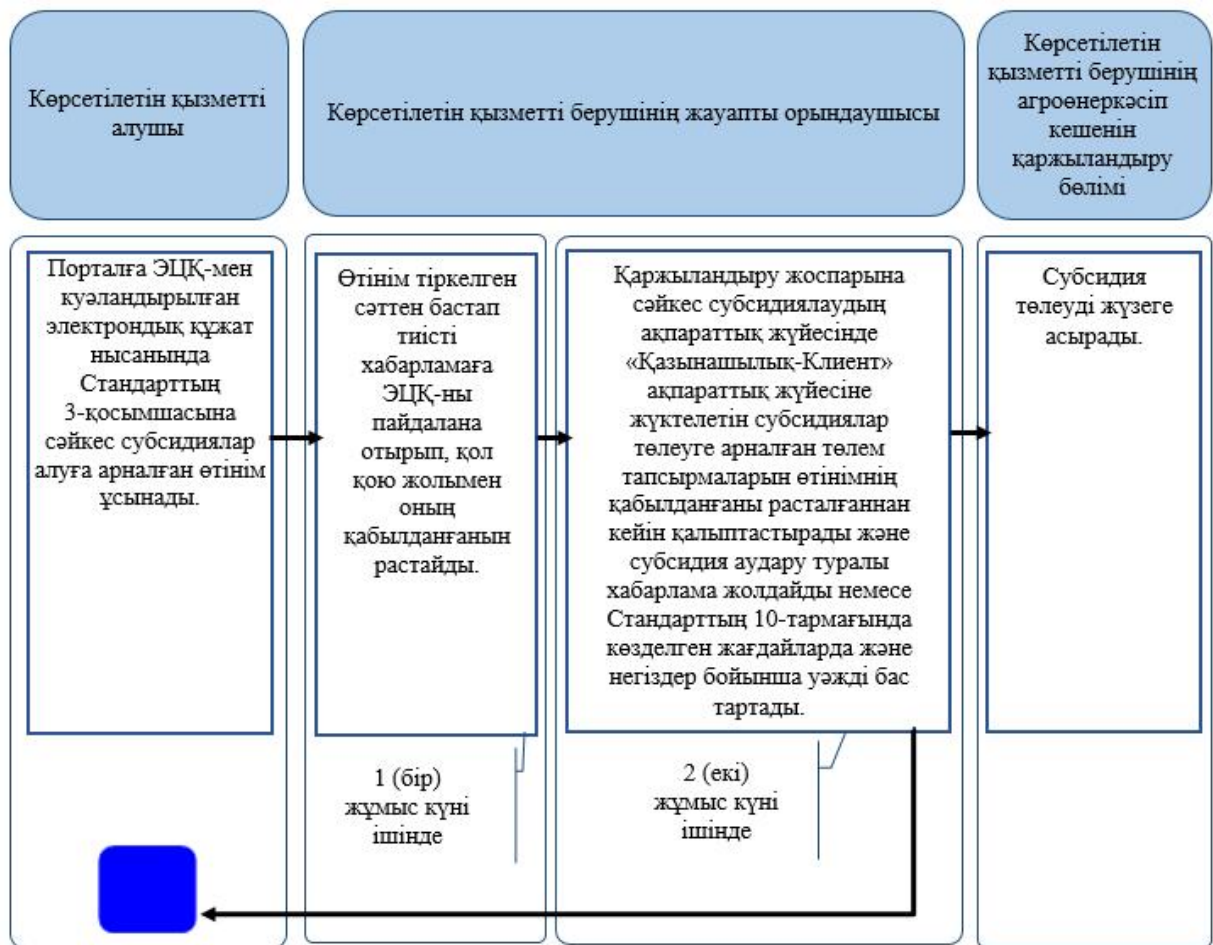 Көрсетілетін қызметті
алушы
Көрсетілетін қызметті берушінің жауапты орындаушысы
Көрсетілетін
қызметті берушінің
агроөнеркәсіп
кешенін
қаржыландыру
бөлімі
Порталға ЭЦҚ-мен
куәландырылған
электрондық құжат
нысанында
Стандарттың
3-қосымшасына
сәйкес субсидиялар
алуға арналған өтінім
ұсынады.
Өтінім тіркелген
сәттен бастап
тиісті
хабарламаға
ЭЦҚ-ны
пайдалана
отырып, қол
қою жолымен
оның
қабылданғанын
растайды.
1 (бір)
жұмыс күні
ішінде
Қаржыландыру жоспарына
сәйкес субсидиялаудың
ақпараттық жүйесінде
«Қазынашылық-Клиент»
ақпараттық жүйесіне
жүктелетін субсидиялар
төлеуге арналған төлем
тапсырмаларын өтінімнің
қабылданғаны расталғаннан
кейін қалыптастырады және
субсидия аудару туралы
хабарлама жолдайды немесе
Стандарттың 10-тармағында
көзделген жағдайларда және
негіздер бойынша уәжді бас
тартады.
2 (екі)
жұмыс күні
ішінде
Субсидия
төлеуді жүзеге
асырады.